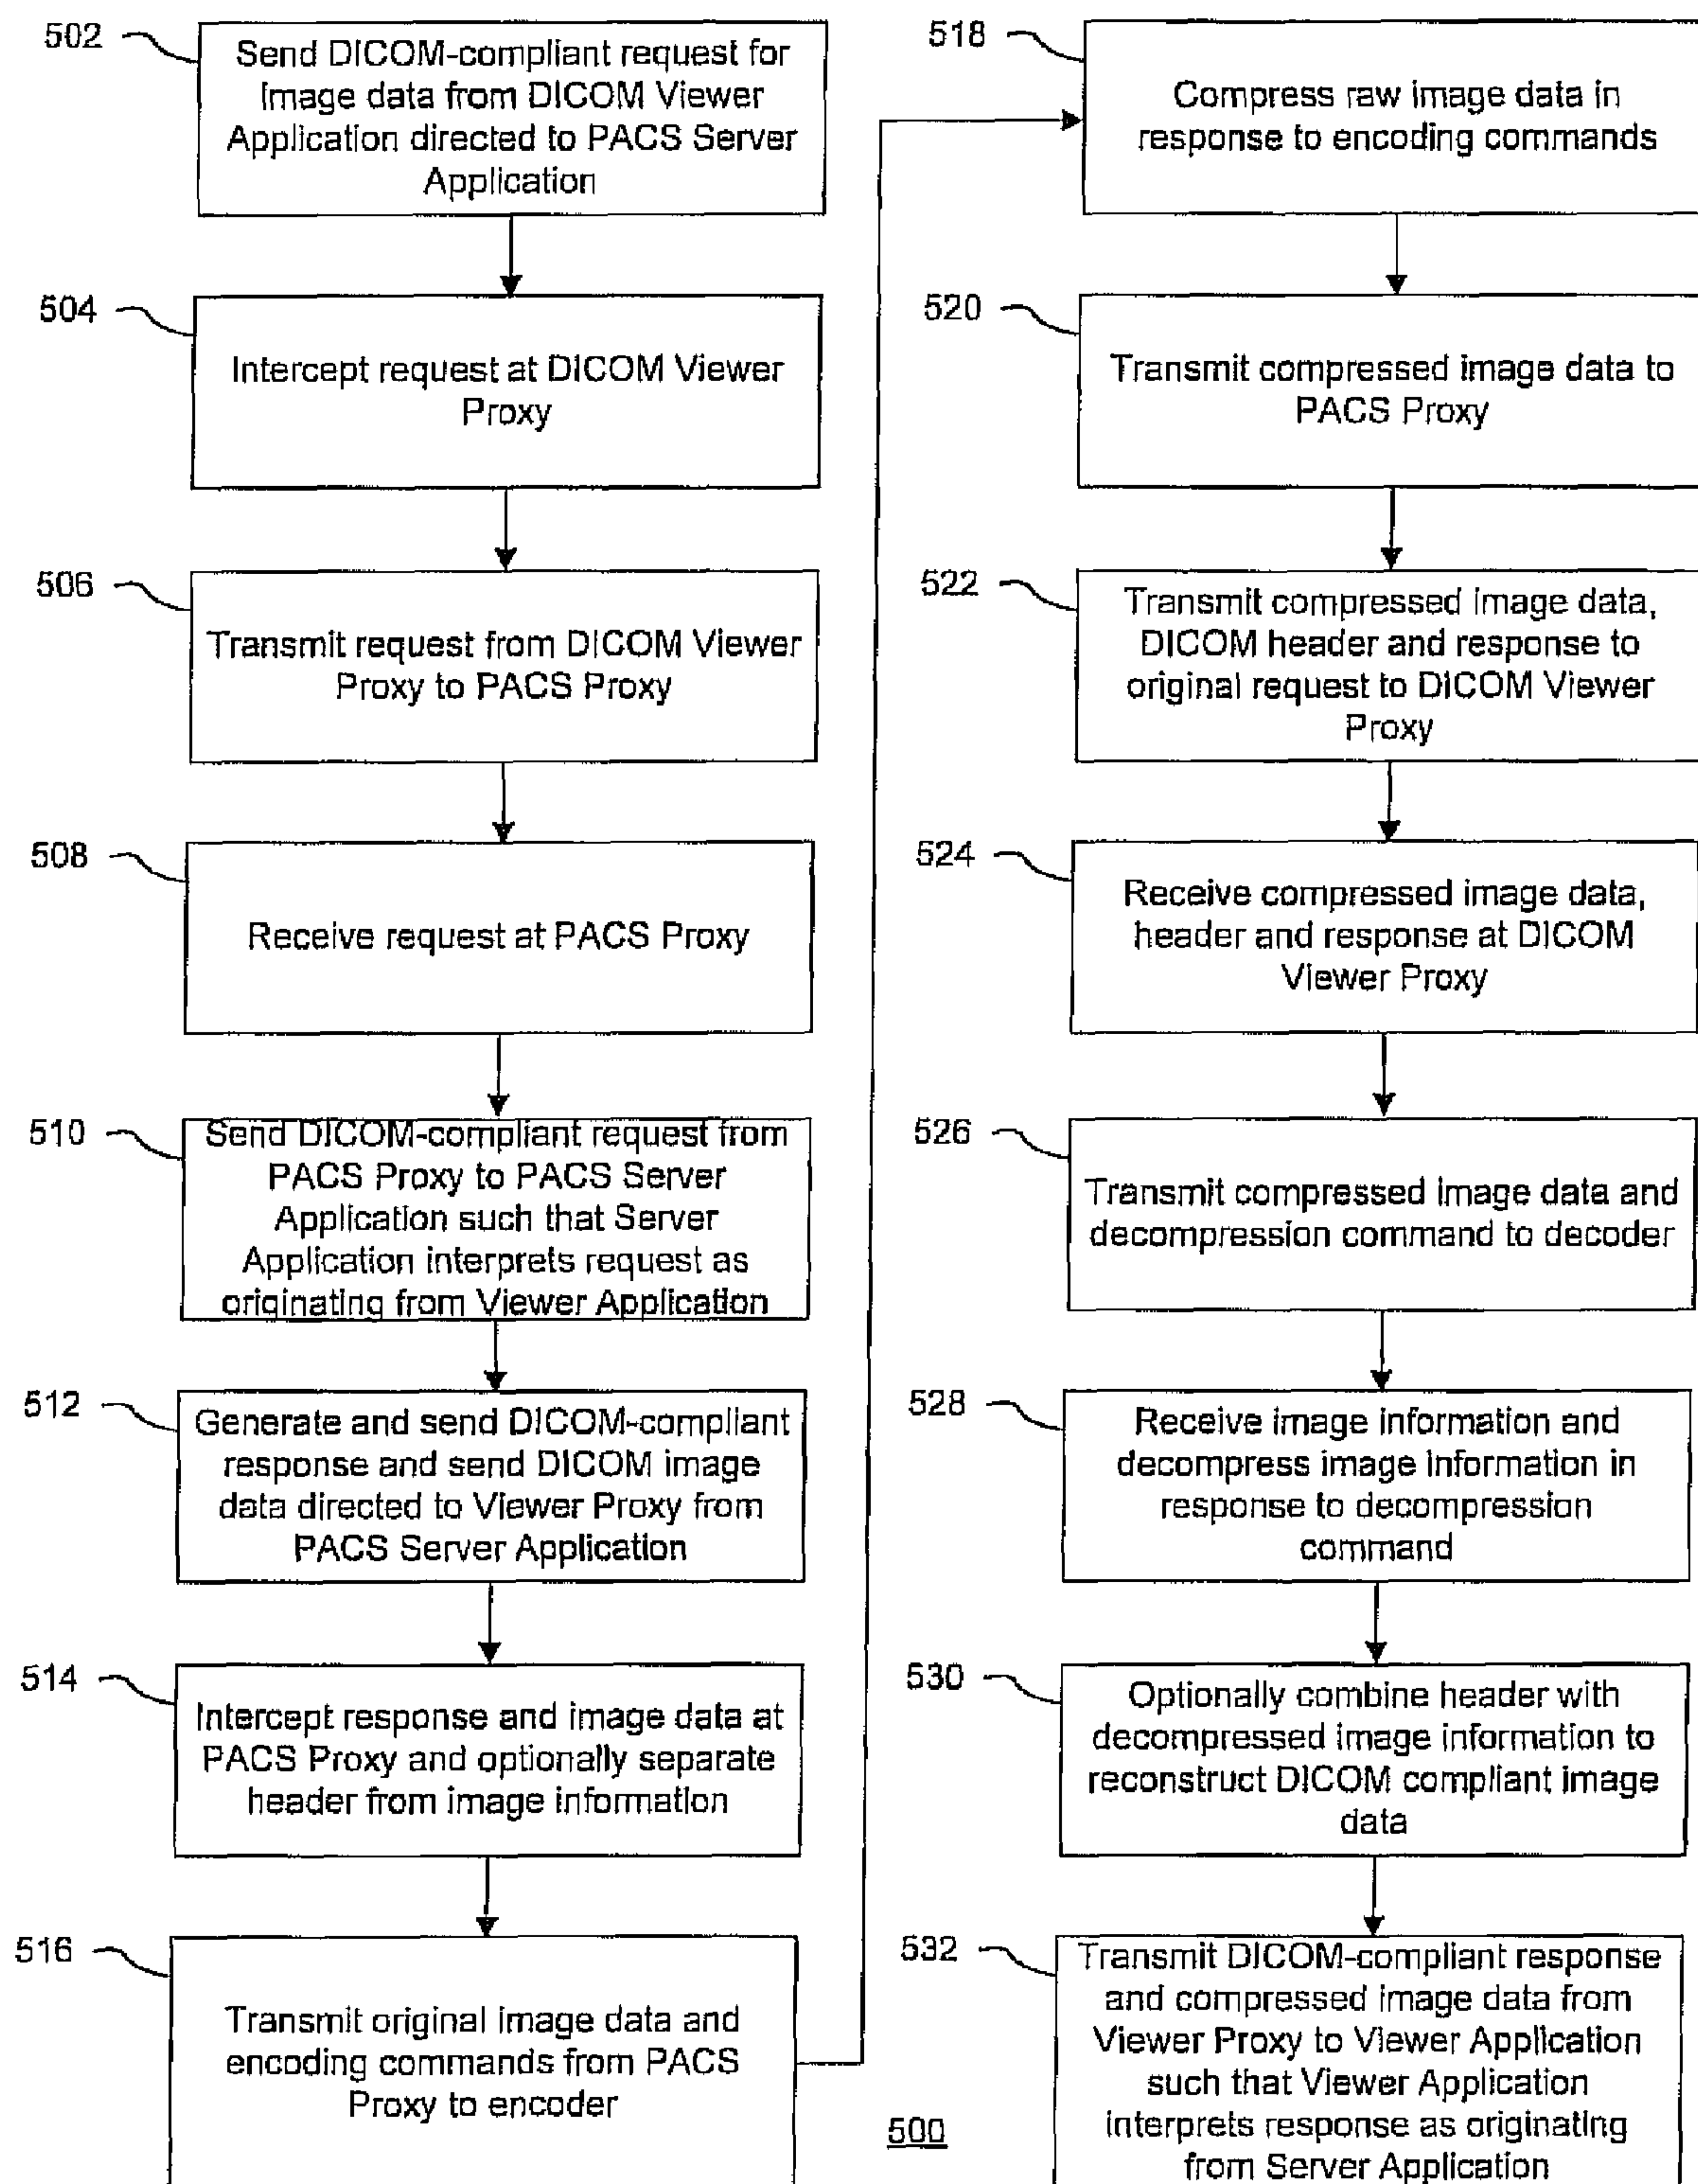 502
Send DICOM-compliant request for
image data from DICOM Viewer
Application directed to PACS Server
Application
504
Intercept request at DICOM Viewer
Proxy
506
Transmit request from DICOM Viewer
Proxy to PACS Proxy
508
Receive request at PACS Proxy
510
Send DICOM-compliant request from
PACS Proxy to PACS Server
Application such that Server
Application interprets request as
originating from Viewer Application
512
Generate and send DICOM-compliant
response and send DICOM image
data directed to Viewer Proxy from
PACS Server Application
514
Intercept response and image data at
PACS Proxy and optionally separate
header from image information
516
Transmit original image data and
encoding commands from PACS
Proxy to encoder
518
Compress raw image data in
response to encoding commands
520
Transmit compressed image data to
PACS Proxy
522
Transmit compressed image data,
DICOM header and response to
original request to DICOM Viewer
Proxy
524
Receive compressed image data,
header and response at DICOM
Viewer Proxy
526
Transmit compressed image data and
decompression command to decoder
528
Receive image information and
decompress image information in
response to decompression
command
530
Optionally combine header with
decompressed image information to
reconstruct DICOM compliant image
data
532
Transmit DICOM-compliant response
and compressed image data from
Viewer Proxy to Viewer Application
such that Viewer Application
interprets response as originating
from Server Application
500